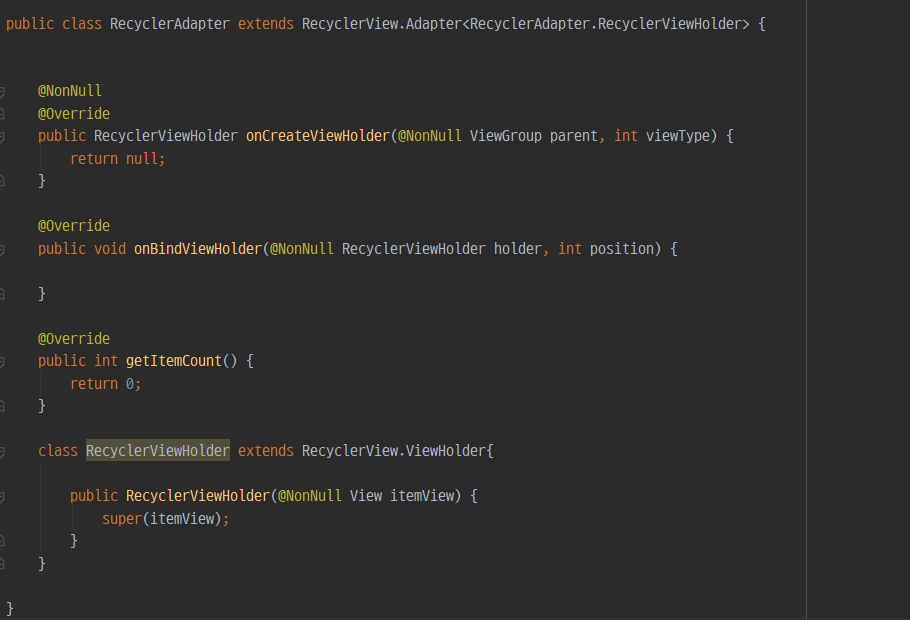 public class RecyclerAdapter extends RecyclerView.Adapter<RecyclerAdapter.RecyclerViewHolder> {
@NonNull
@Override
public RecyclerViewHolder onCreateViewHolder(@NonNull ViewGroup parent, int viewType) {
return null;
}
@Override
public void onBindViewHolder(@NonNull RecyclerViewHolder holder, int position) {
}
@Override
public int getItemCount() {
return 0;
}
class RecyclerViewHolder extends RecyclerView.ViewHolder{
public RecyclerViewHolder(@NonNull View itemView) {
super(itemView);
}
}
}